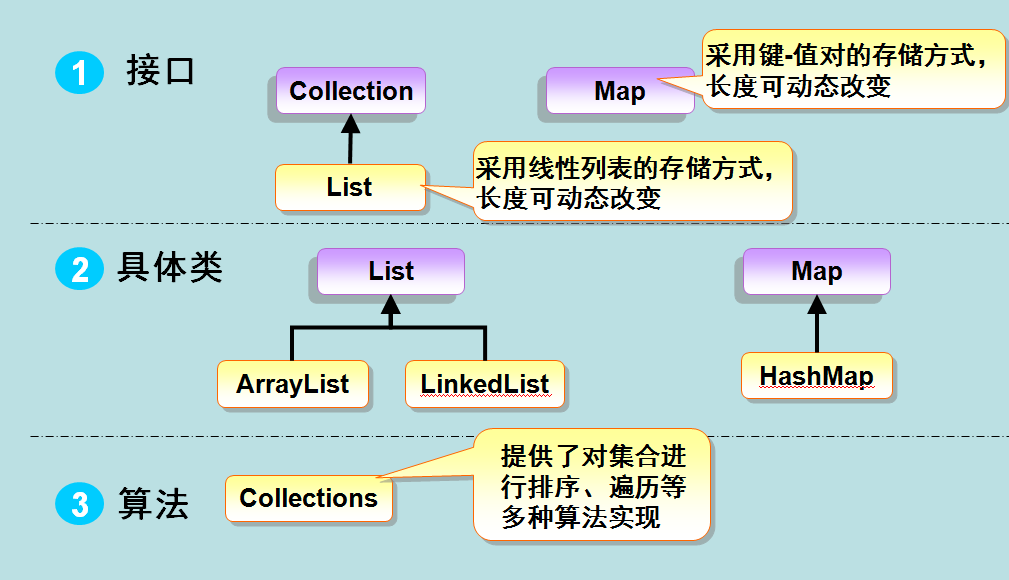 1 接口
Collection
Map
采用键-值对的存储方式，
长度可动态改变
List
采用线性列表的存储方式，
长度可动态改变
2 具体类
List
Map
ArrayList
LinkedList
HashMap
3 算法
Collections
提供了对集合进
行排序、遍历等
多种算法实现